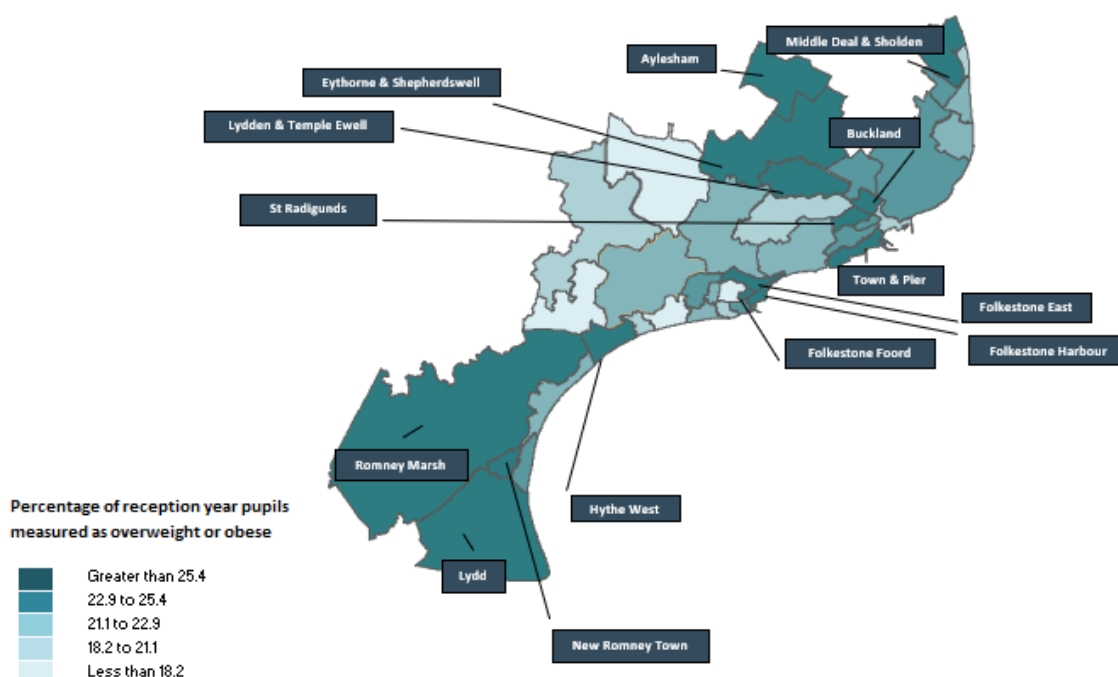 Middle Deal & Sholden
Aylesham
Eythorne & Shepherdswell
Lydden & Temple Ewell
Buckland
St Radigunds
Town & Pier
Folkestone East
Folkestone Foord
Folkestone Harbour
Romney Marsh
Hythe West
Lydd
New Romney Town
Percentage of reception year pupils
measured as overweight or obese
Greater than 25.4
22.9 to 25.4
21.1 to 22.9
18.2 to 21.1
Less than 18.2